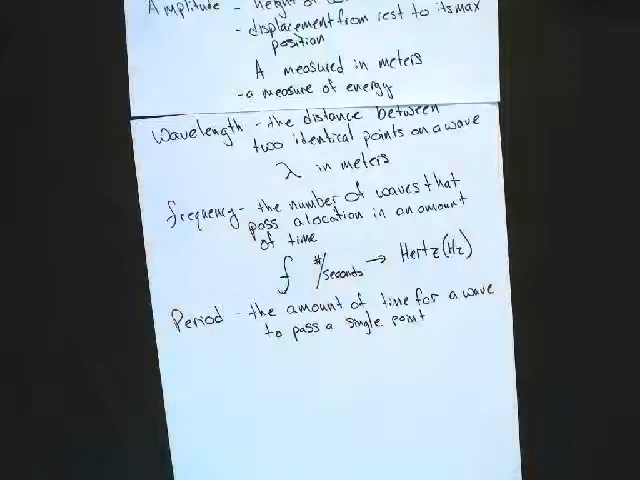 Amplitude - height of
- displacement from rest to its max
position
A measured in meters
- a measure of energy
Wavelength - the distance between
two identical points on a wave
λ in meters
frequency - the number of waves that
pass a location in an amount
of time
f #/seconds → Hertz (Hz)
Period - the amount of time for a wave
to pass a single point